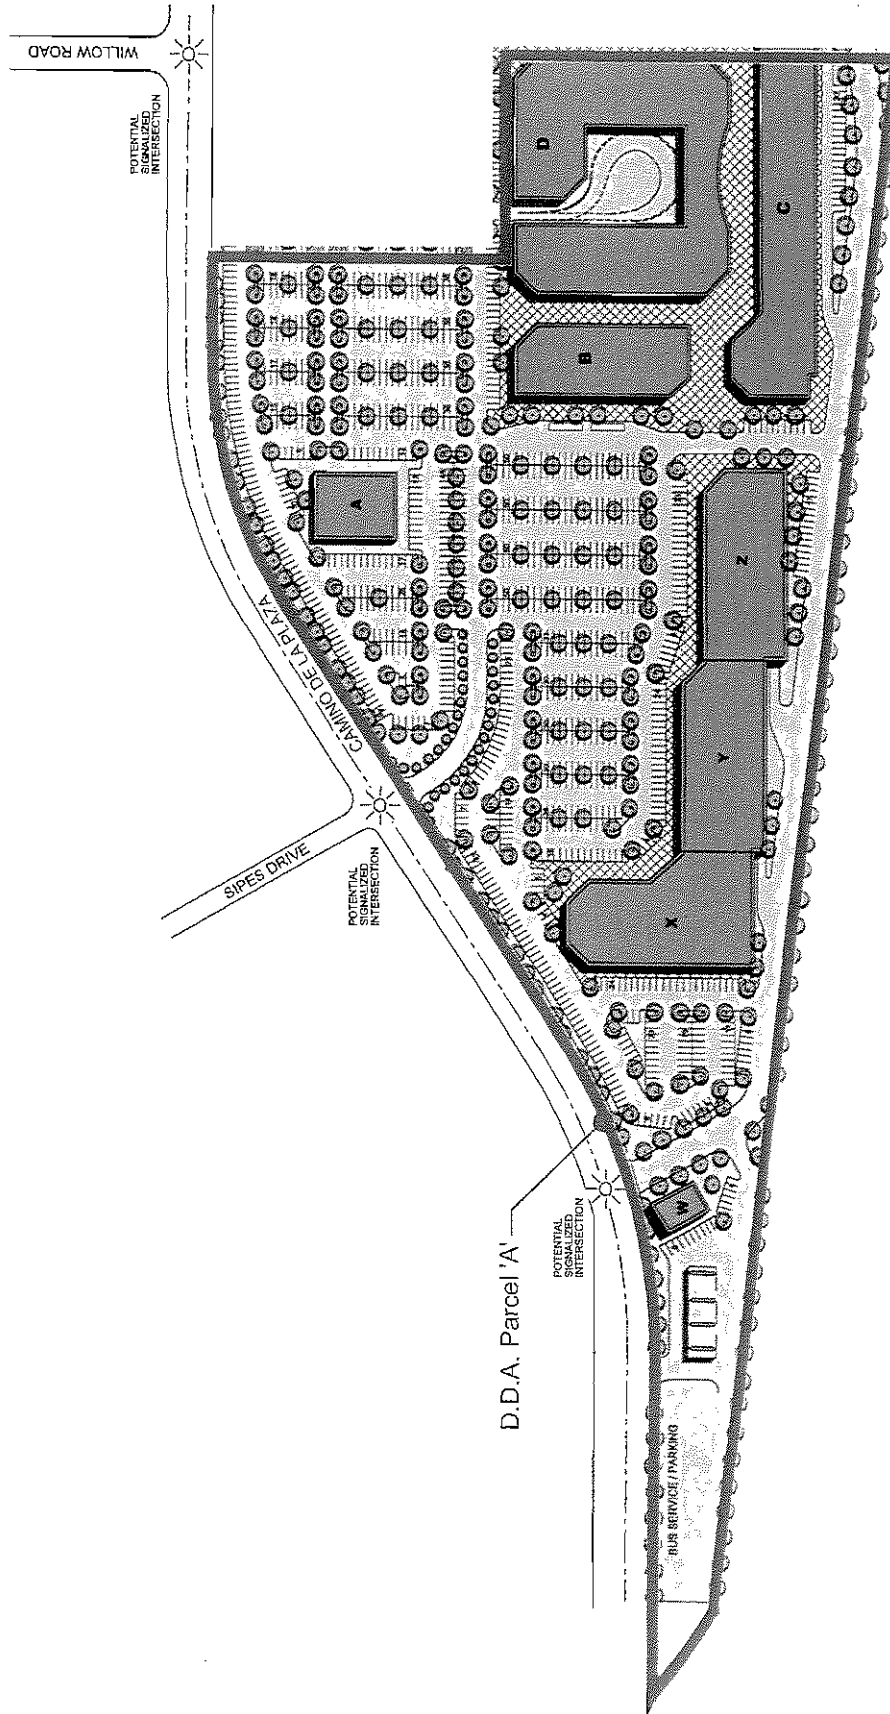 WILLOW ROAD
POTENTIAL
SIGNALIZED
INTERSECTION
CAMINO DE LA PLAZA
SIPES DRIVE
POTENTIAL
SIGNALIZED
INTERSECTION
D.D.A. Parcel 'A'
POTENTIAL
SIGNALIZED
INTERSECTION
A
B
C
D
Z
Y
X
W
BUS SERVICE / PARKING